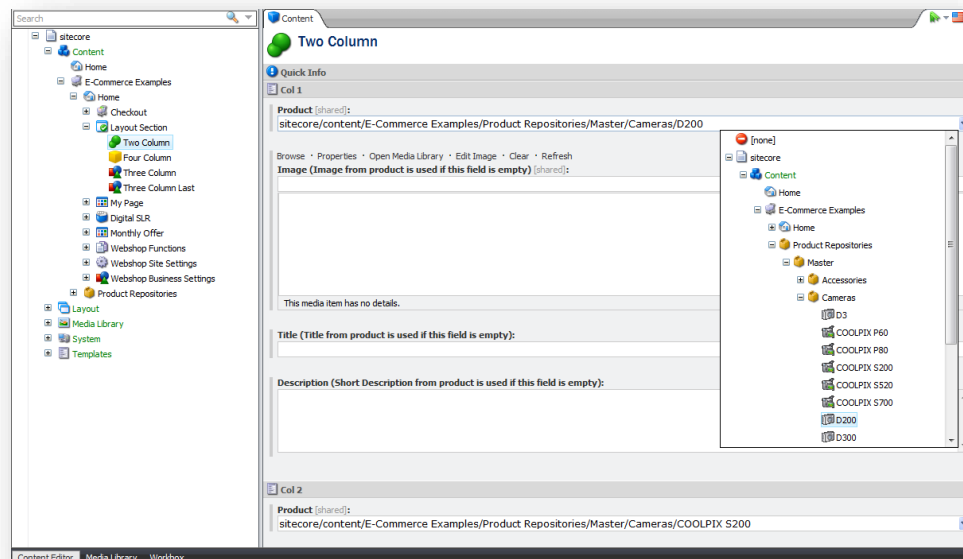 Search
sitecore
Content
Home
E-Commerce Examples
Home
Checkout
Layout Section
Two Column
Four Column
Three Column
Three Column Last
My Page
Digital SLR
Monthly Offer
Webshop Functions
Webshop Site Settings
Webshop Business Settings
Product Repositories
Layout
Media Library
System
Templates
Content
Two Column
Quick Info
Col 1
Product [shared]:
sitecore/content/E-Commerce Examples/Product Repositories/Master/Cameras/D200
Browse · Properties · Open Media Library · Edit Image · Clear · Refresh
Image (Image from product is used if this field is empty) [shared]:
This media item has no details.
Title (Title from product is used if this field is empty):
Description (Short Description from product is used if this field is empty):
[none]
sitecore
Content
Home
E-Commerce Examples
Home
Product Repositories
Master
Accessories
Cameras
D3
COOLPIX P60
COOLPIX P80
COOLPIX S200
COOLPIX S520
COOLPIX S700
D200
D300
Col 2
Product [shared]:
sitecore/content/E-Commerce Examples/Product Repositories/Master/Cameras/COOLPIX S200
Content Editor Media Library Workbox